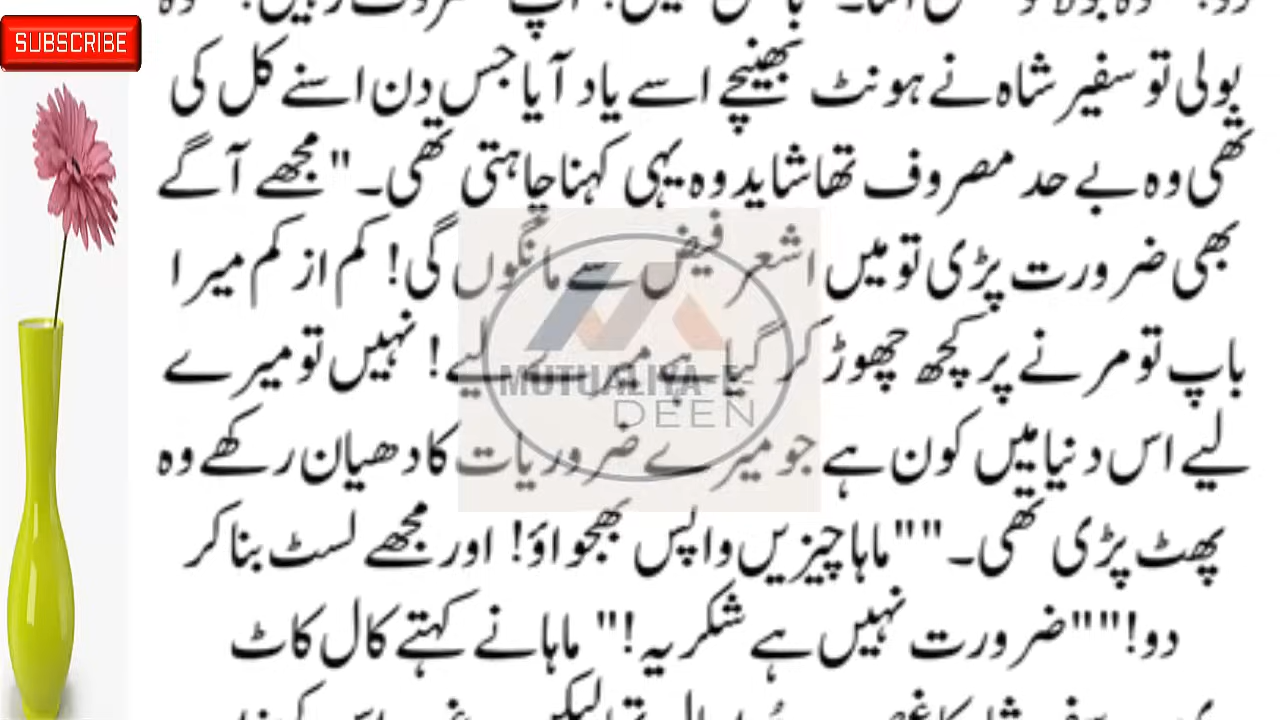 SUBSCRIBE
بولی تو سفیر شاہ نے ہونٹ بھینچے اسے یاد آیا جس دن اسنے کل کی
تھی وہ بے حد مصروف تھا شاید وہ یہی کہنا چاہتی تھی۔"مجھے آگے
بھی ضرورت پڑی تو میں اشعر فیض سے مانگوں گی! کم از کم میرا
باپ تو مرنے پر کچھ چھوڑ کر گیا ہے میرے لیے! نہیں تو میرے
لیے اس دنیا میں کون ہے جو میرے ضروریات کا دھیان رکھے وہ
پھٹ پڑی تھی۔""ماہا چیزیں واپس بھجواؤ! اور مجھے لسٹ بنا کر
دو!""ضرورت نہیں ہے شکریہ!" ماہا نے کہتے کال کاٹ
MUTUALIYA-E-
DEEN